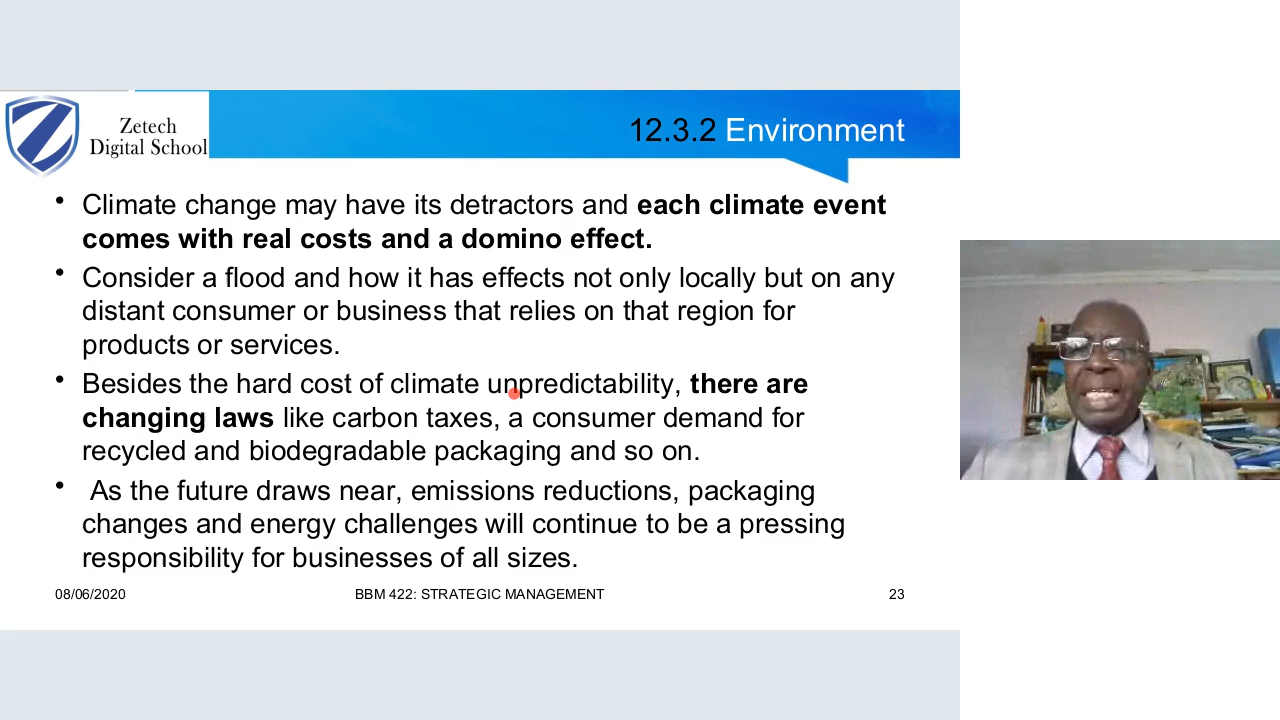 Zetech
Digital School
12.3.2 Environment
• Climate change may have its detractors and each climate event
comes with real costs and a domino effect.
• Consider a flood and how it has effects not only locally but on any
distant consumer or business that relies on that region for
products or services.
• Besides the hard cost of climate unpredictability, there are
changing laws like carbon taxes, a consumer demand for
recycled and biodegradable packaging and so on.
• As the future draws near, emissions reductions, packaging
changes and energy challenges will continue to be a pressing
responsibility for businesses of all sizes.
08/06/2020
BBM 422: STRATEGIC MANAGEMENT
23